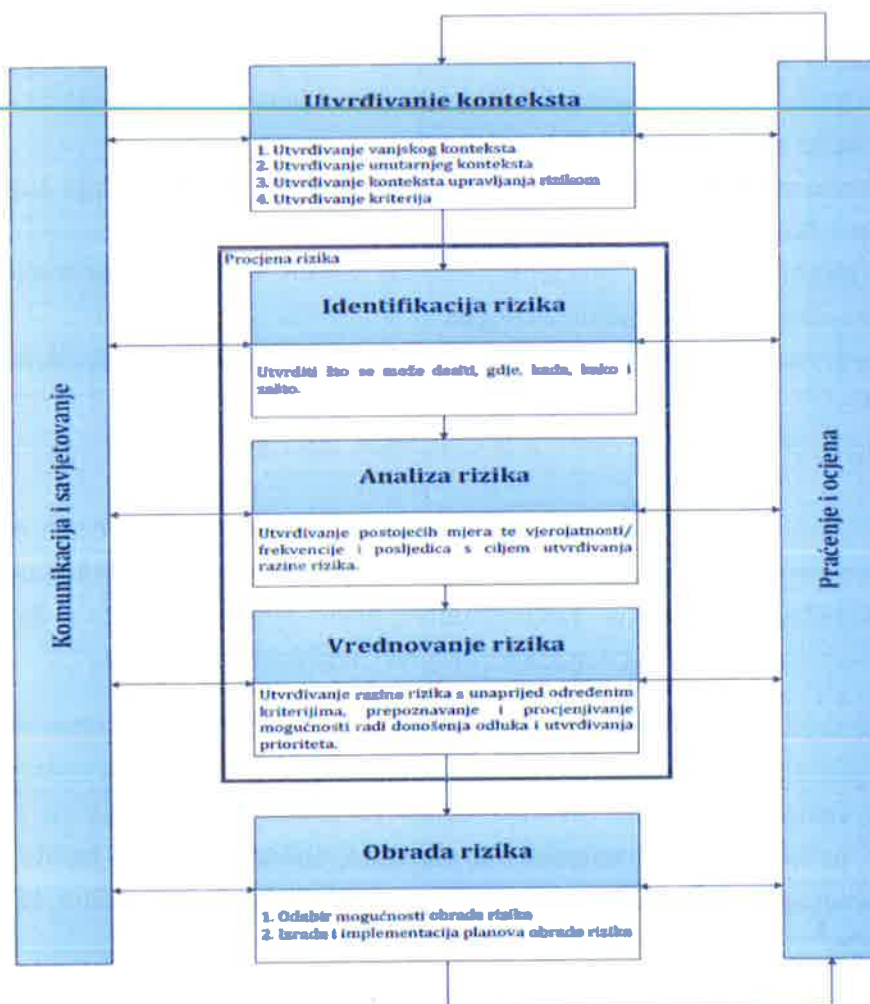 Utvrđivanje konteksta
1. Utvrđivanje vanjskog konteksta
2. Utvrđivanje unutarnjeg konteksta
3. Utvrđivanje konteksta upravljanja rizikom
4. Utvrđivanje kriterija
Procjena rizika
Identifikacija rizika
Utvrditi što se može desiti, gdje, kada, kako i
zašto.
Analiza rizika
Utvrđivanje postojećih mjera te vjerojatnosti/
frekvencije i posljedica s ciljem utvrđivanja
razine rizika.
Vrednovanje rizika
Utvrđivanje razine rizika s unaprijed određenim
kriterijima, prepoznavanje i procjenjivanje
mogućnosti radi donošenja odluka i utvrđivanja
prioriteta.
Obrada rizika
1. Odabir mogućnosti obrade rizika
2. Izrada i implementacija planova obrade rizika
Komunikacija i savjetovanje
Praćenje i ocjena